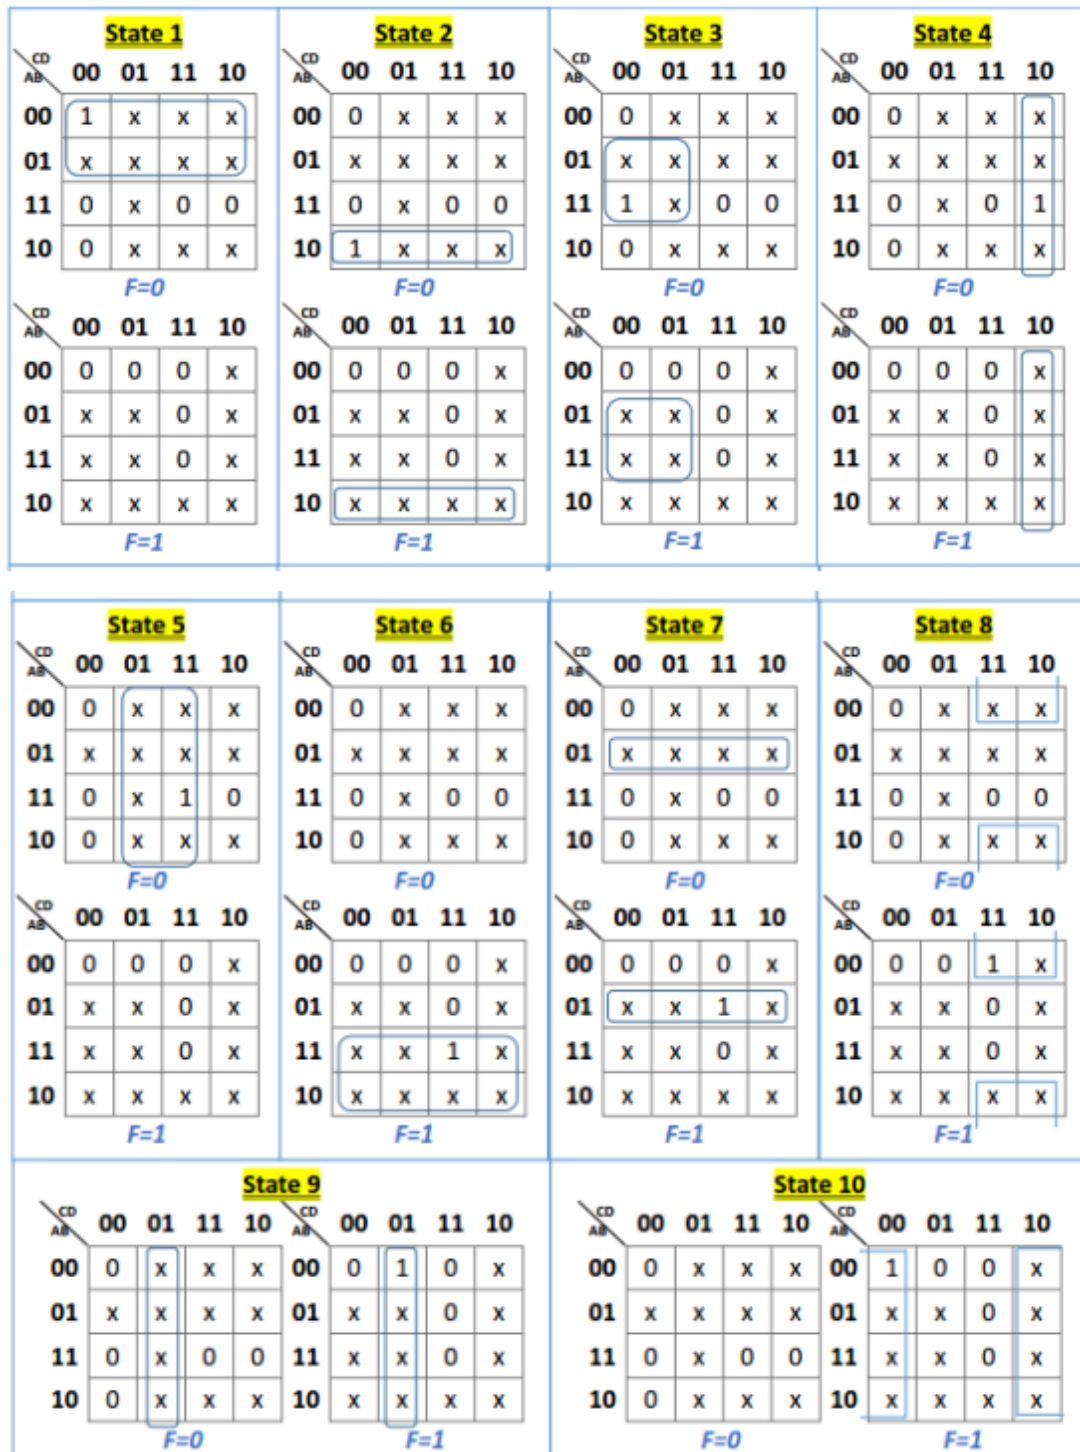 State 1 State 2 State 3 State 4
CD CD CD CD
AB 00 01 11 10 AB 00 01 11 10 AB 00 01 11 10 AB 00 01 11 10
00 1 x x x 00 0 x x x 00 0 x x x 00 0 x x x
01 x x x x 01 x x x x 01 x x x x 01 x x x x
11 0 x 0 0 11 0 x 0 0 11 1 x 0 0 11 0 x 0 1
10 0 x x x 10 1 x x x 10 0 x x x 10 0 x x x
F=0 F=0 F=0 F=0
CD CD CD CD
AB 00 01 11 10 AB 00 01 11 10 AB 00 01 11 10 AB 00 01 11 10
00 0 0 0 x 00 0 0 0 x 00 0 0 0 x 00 0 0 0 x
01 x x 0 x 01 x x 0 x 01 x x 0 x 01 x x 0 x
11 x x 0 x 11 x x 0 x 11 x x 0 x 11 x x 0 x
10 x x x x 10 x x x x 10 x x x x 10 x x x x
F=1 F=1 F=1 F=1
State 5 State 6 State 7 State 8
CD CD CD CD
AB 00 01 11 10 AB 00 01 11 10 AB 00 01 11 10 AB 00 01 11 10
00 0 x x x 00 0 x x x 00 0 x x x 00 0 x x x
01 x x x x 01 x x x x 01 x x x x 01 x x x x
11 0 x 1 0 11 0 x 0 0 11 0 x 0 0 11 0 x 0 0
10 0 x x x 10 0 x x x 10 0 x x x 10 0 x x x
F=0 F=0 F=0 F=0
CD CD CD CD
AB 00 01 11 10 AB 00 01 11 10 AB 00 01 11 10 AB 00 01 11 10
00 0 0 0 x 00 0 0 0 x 00 0 0 0 x 00 0 0 1 x
01 x x 0 x 01 x x 0 x 01 x x 1 x 01 x x 0 x
11 x x 0 x 11 x x 1 x 11 x x 0 x 11 x x 0 x
10 x x x x 10 x x x x 10 x x x x 10 x x x x
F=1 F=1 F=1 F=1
State 9 State 10
CD CD CD CD
AB 00 01 11 10 AB 00 01 11 10 AB 00 01 11 10 AB 00 01 11 10
00 0 x x x 00 0 1 0 x 00 0 x x x 00 1 0 0 x
01 x x x x 01 x x 0 x 01 x x x x 01 x x 0 x
11 0 x 0 0 11 x x 0 x 11 0 x 0 0 11 x x 0 x
10 0 x x x 10 x x x x 10 0 x x x 10 x x x x
F=0 F=1 F=0 F=1